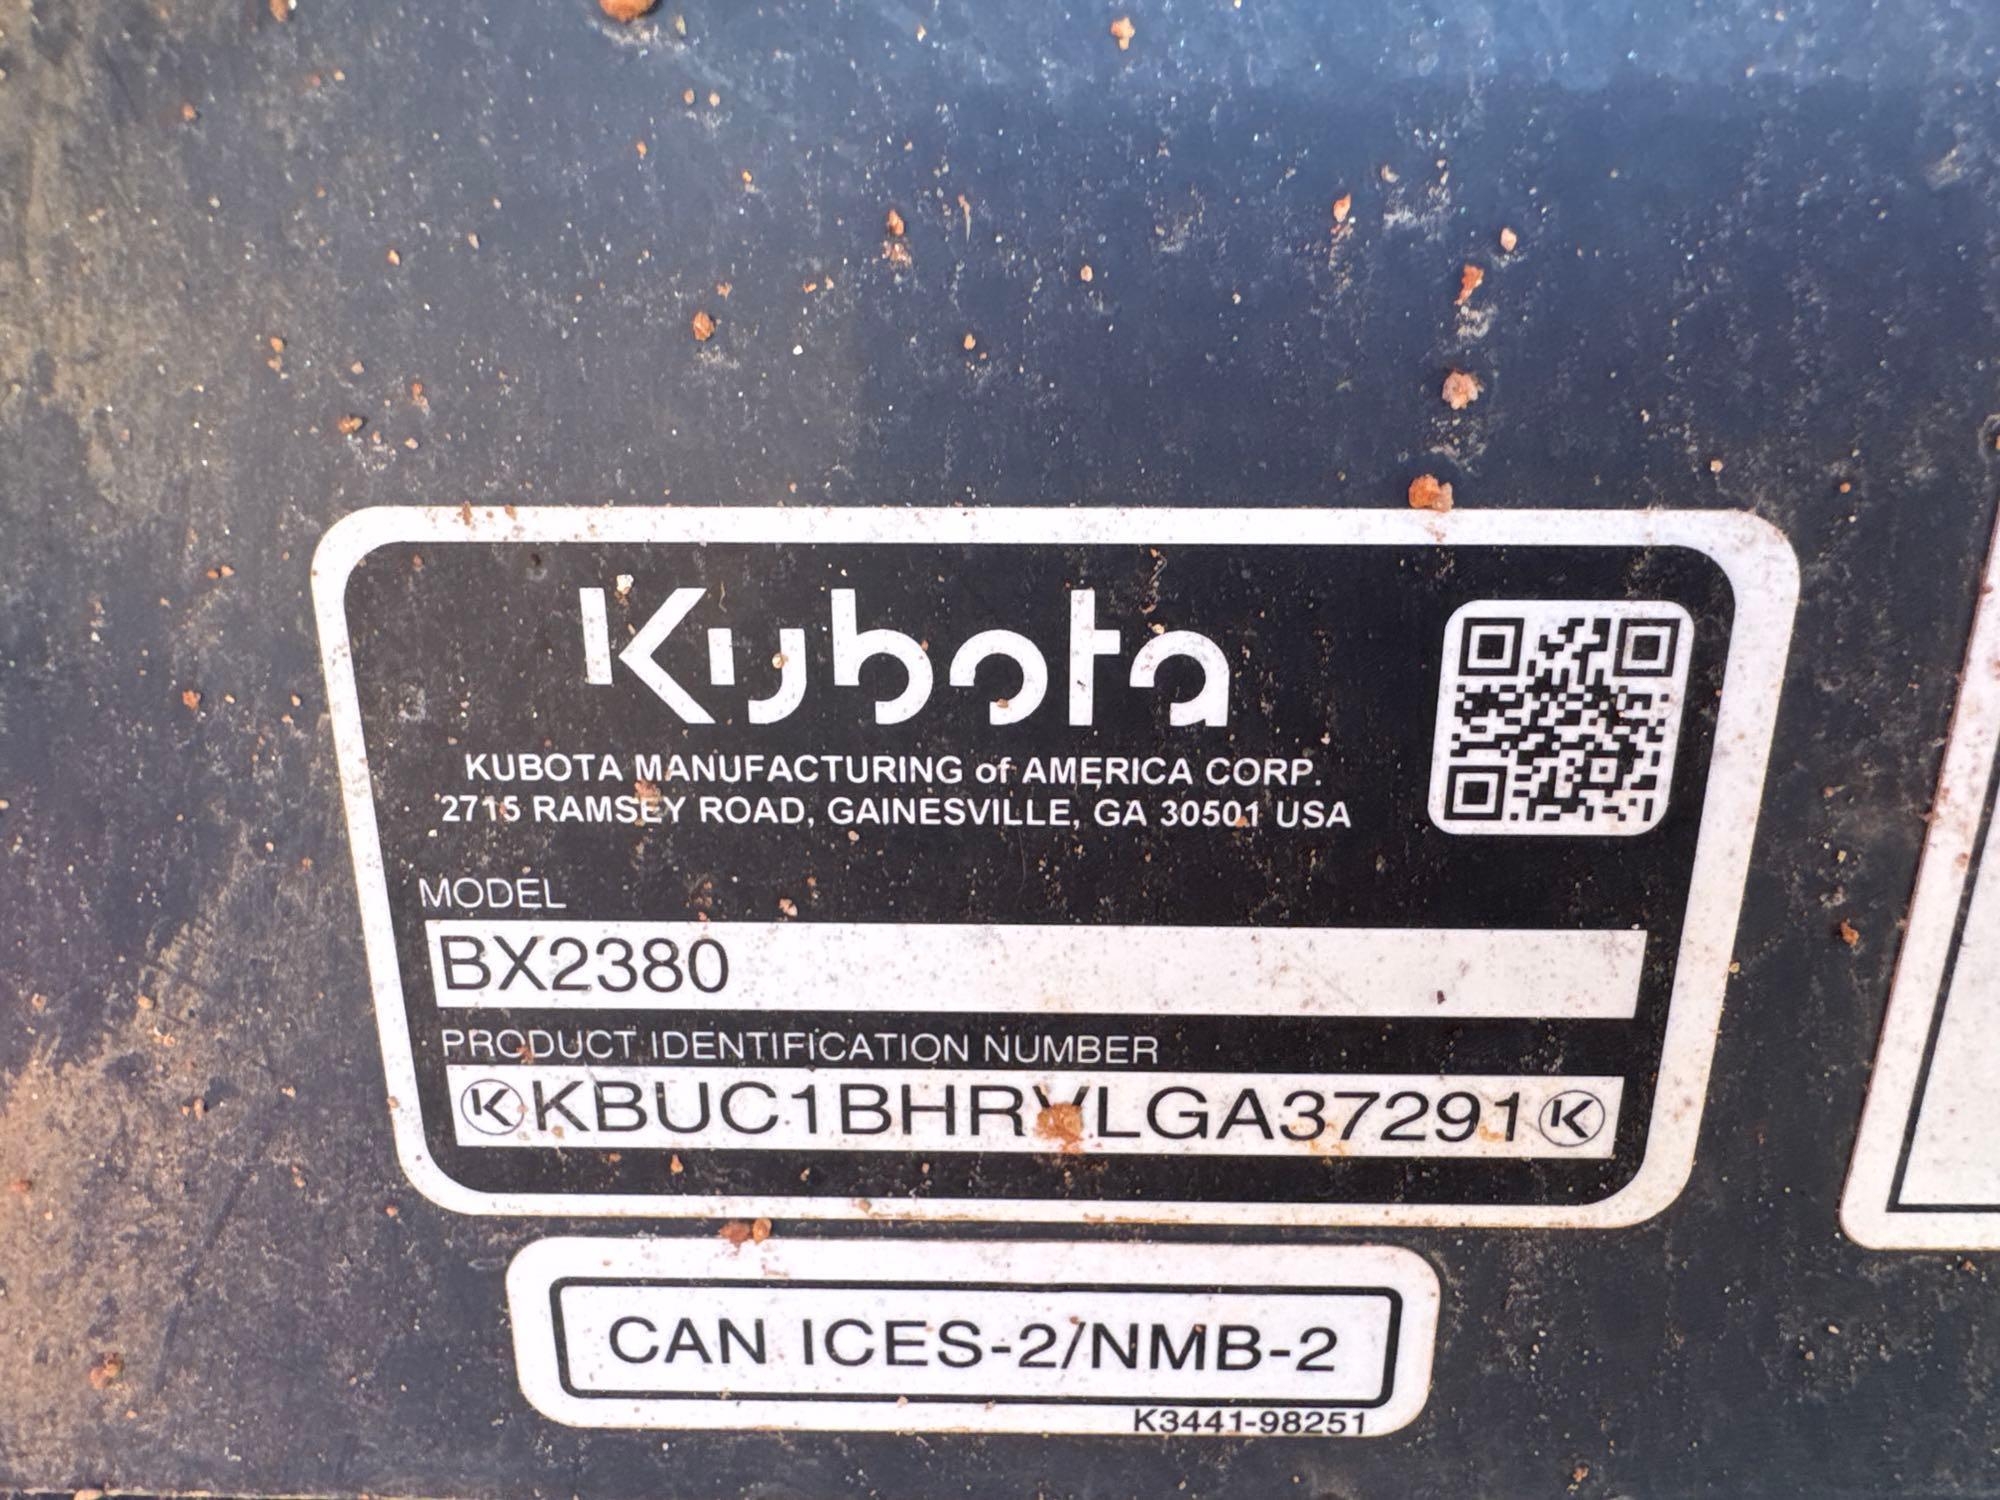 Kubota
KUBOTA MANUFACTURING of AMERICA CORP.
2715 RAMSEY ROAD, GAINESVILLE, GA 30501 USA
MODEL
BX2380
PRODUCT IDENTIFICATION NUMBER
KBUC1BHRVLGA37291
CAN ICES-2/NMB-2
K3441-98251